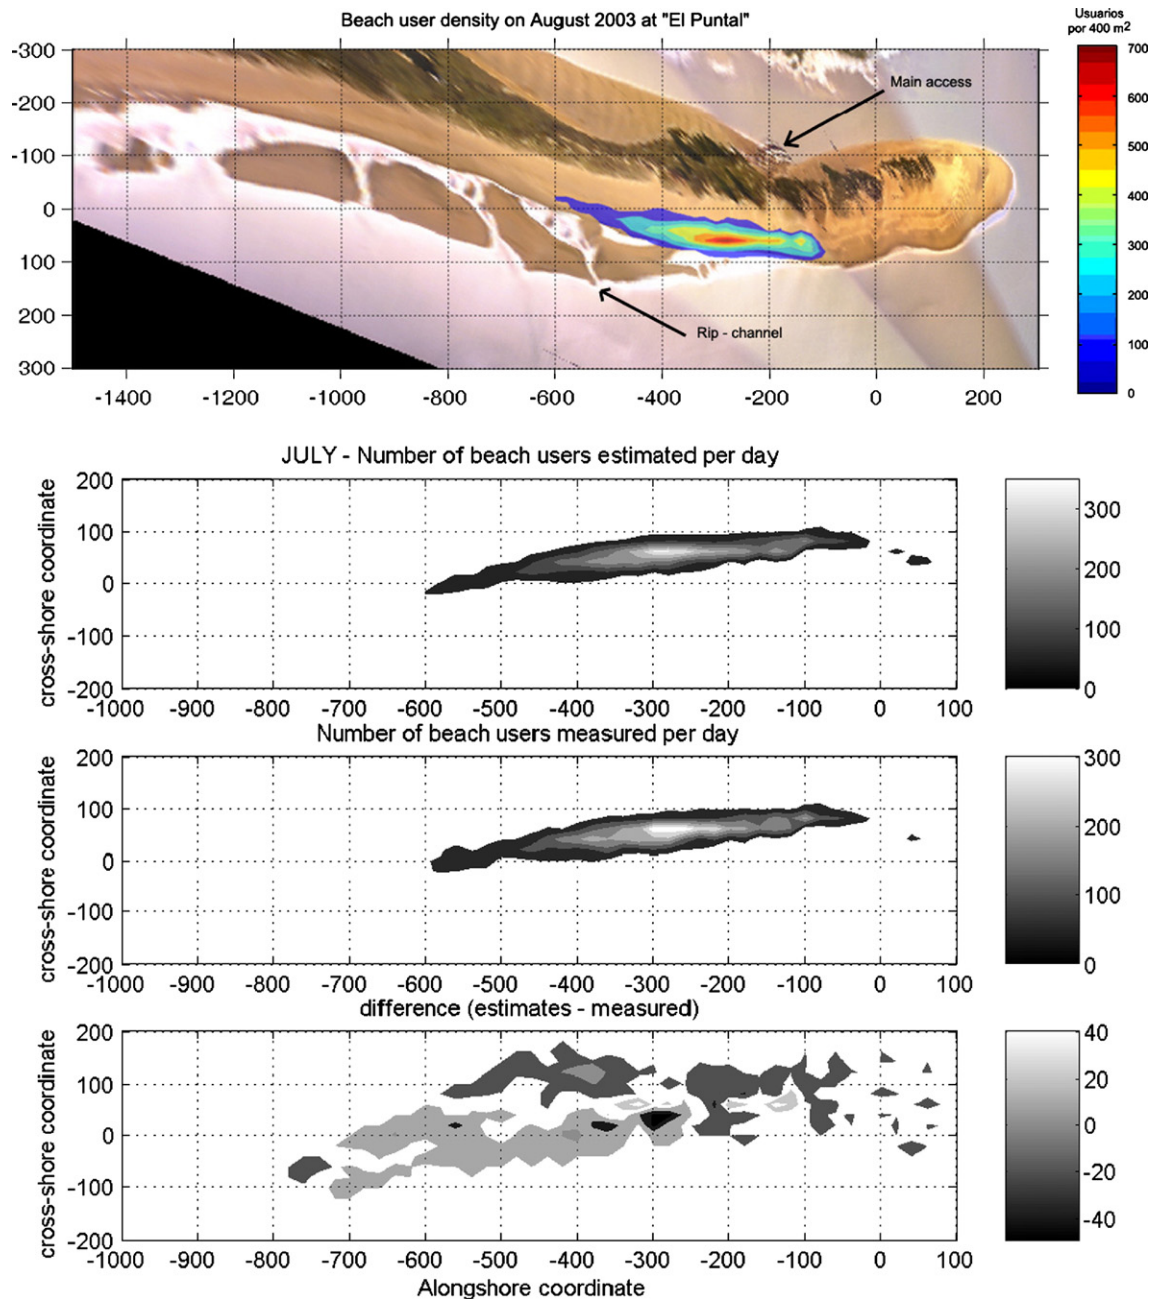 Beach user density on August 2003 at "El Puntal"
Usuarios
por 400 m2
-300
-200
-100
0
100
200
300
Main access
Rip - channel
-1400 -1200 -1000 -800 -600 -400 -200 0 200
700
600
500
400
300
200
100
0
JULY - Number of beach users estimated per day
cross-shore coordinate
200
100
0
-100
-200
-1000 -900 -800 -700 -600 -500 -400 -300 -200 -100 0 100
300
200
100
0
Number of beach users measured per day
cross-shore coordinate
200
100
0
-100
-200
-1000 -900 -800 -700 -600 -500 -400 -300 -200 -100 0 100
300
200
100
0
difference (estimates - measured)
cross-shore coordinate
200
100
0
-100
-200
-1000 -900 -800 -700 -600 -500 -400 -300 -200 -100 0 100
Alongshore coordinate
40
20
0
-20
-40